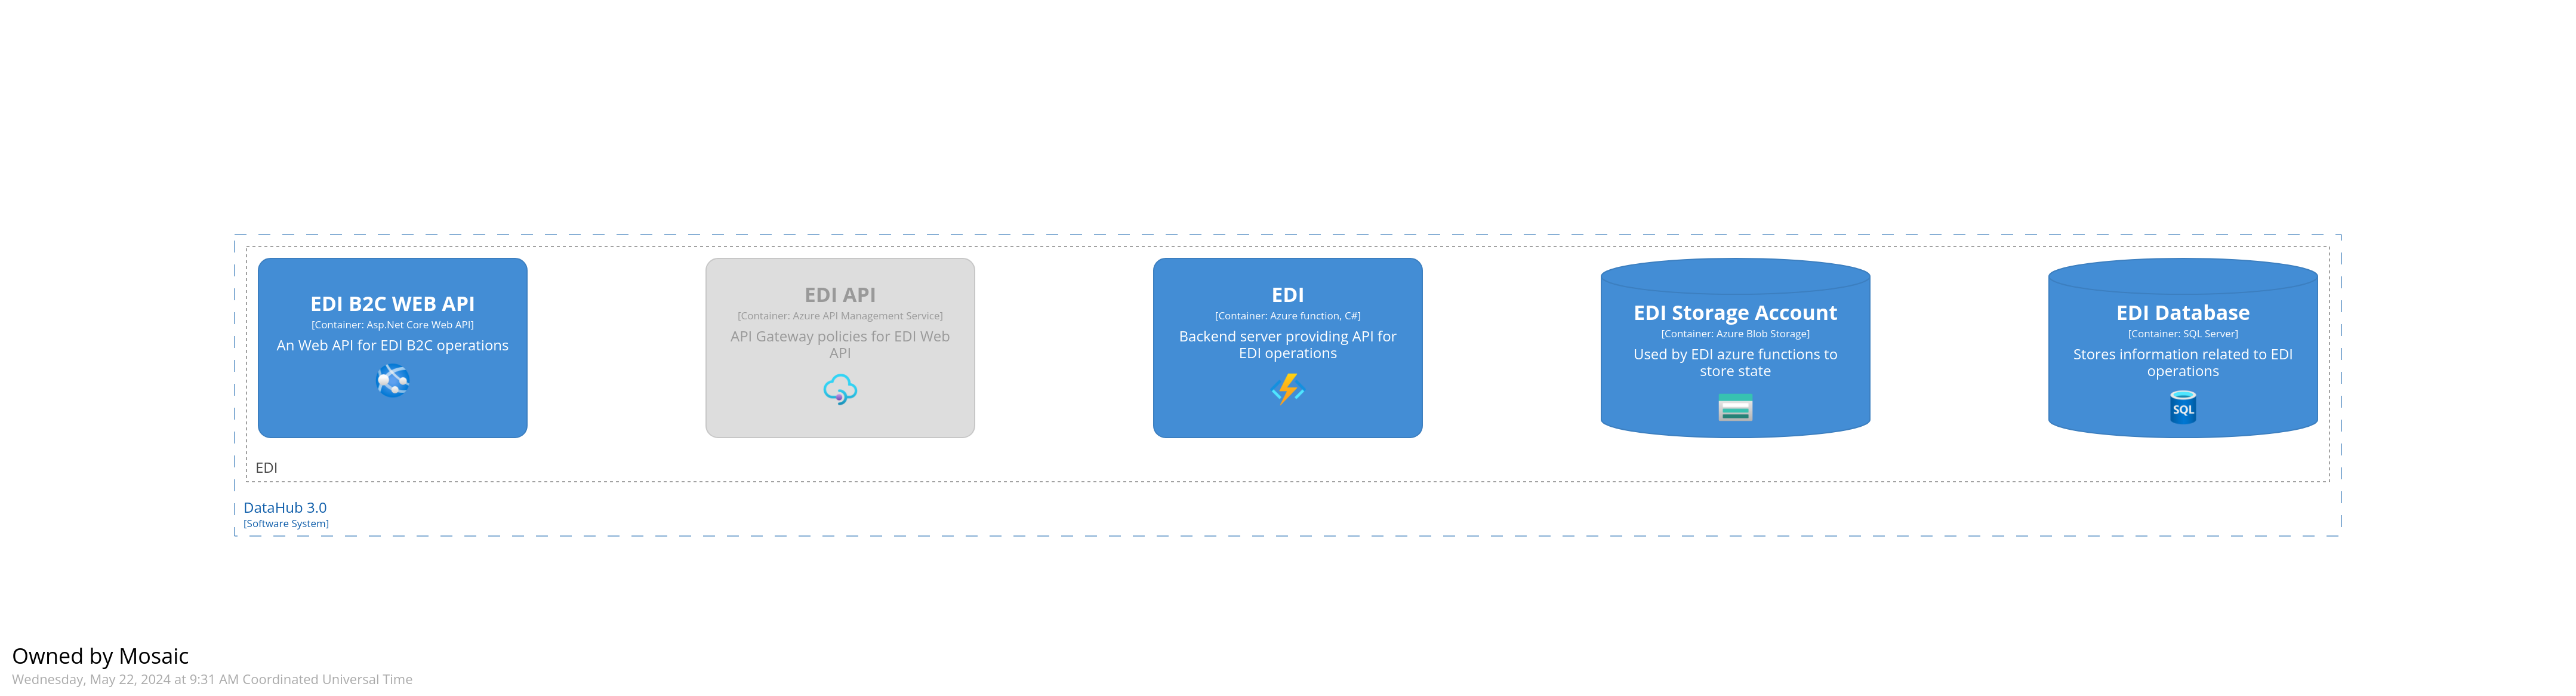 EDI B2C WEB API
[Container: Asp.Net Core Web API]
An Web API for EDI B2C operations
EDI API
[Container: Azure API Management Service]
API Gateway policies for EDI Web
API
EDI
[Container: Azure function, C#]
Backend server providing API for
EDI operations
EDI Storage Account
[Container: Azure Blob Storage]
Used by EDI azure functions to
store state
EDI Database
[Container: SQL Server]
Stores information related to EDI
operations
SQL
EDI
DataHub 3.0
[Software System]
Owned by Mosaic
Wednesday, May 22, 2024 at 9:31 AM Coordinated Universal Time